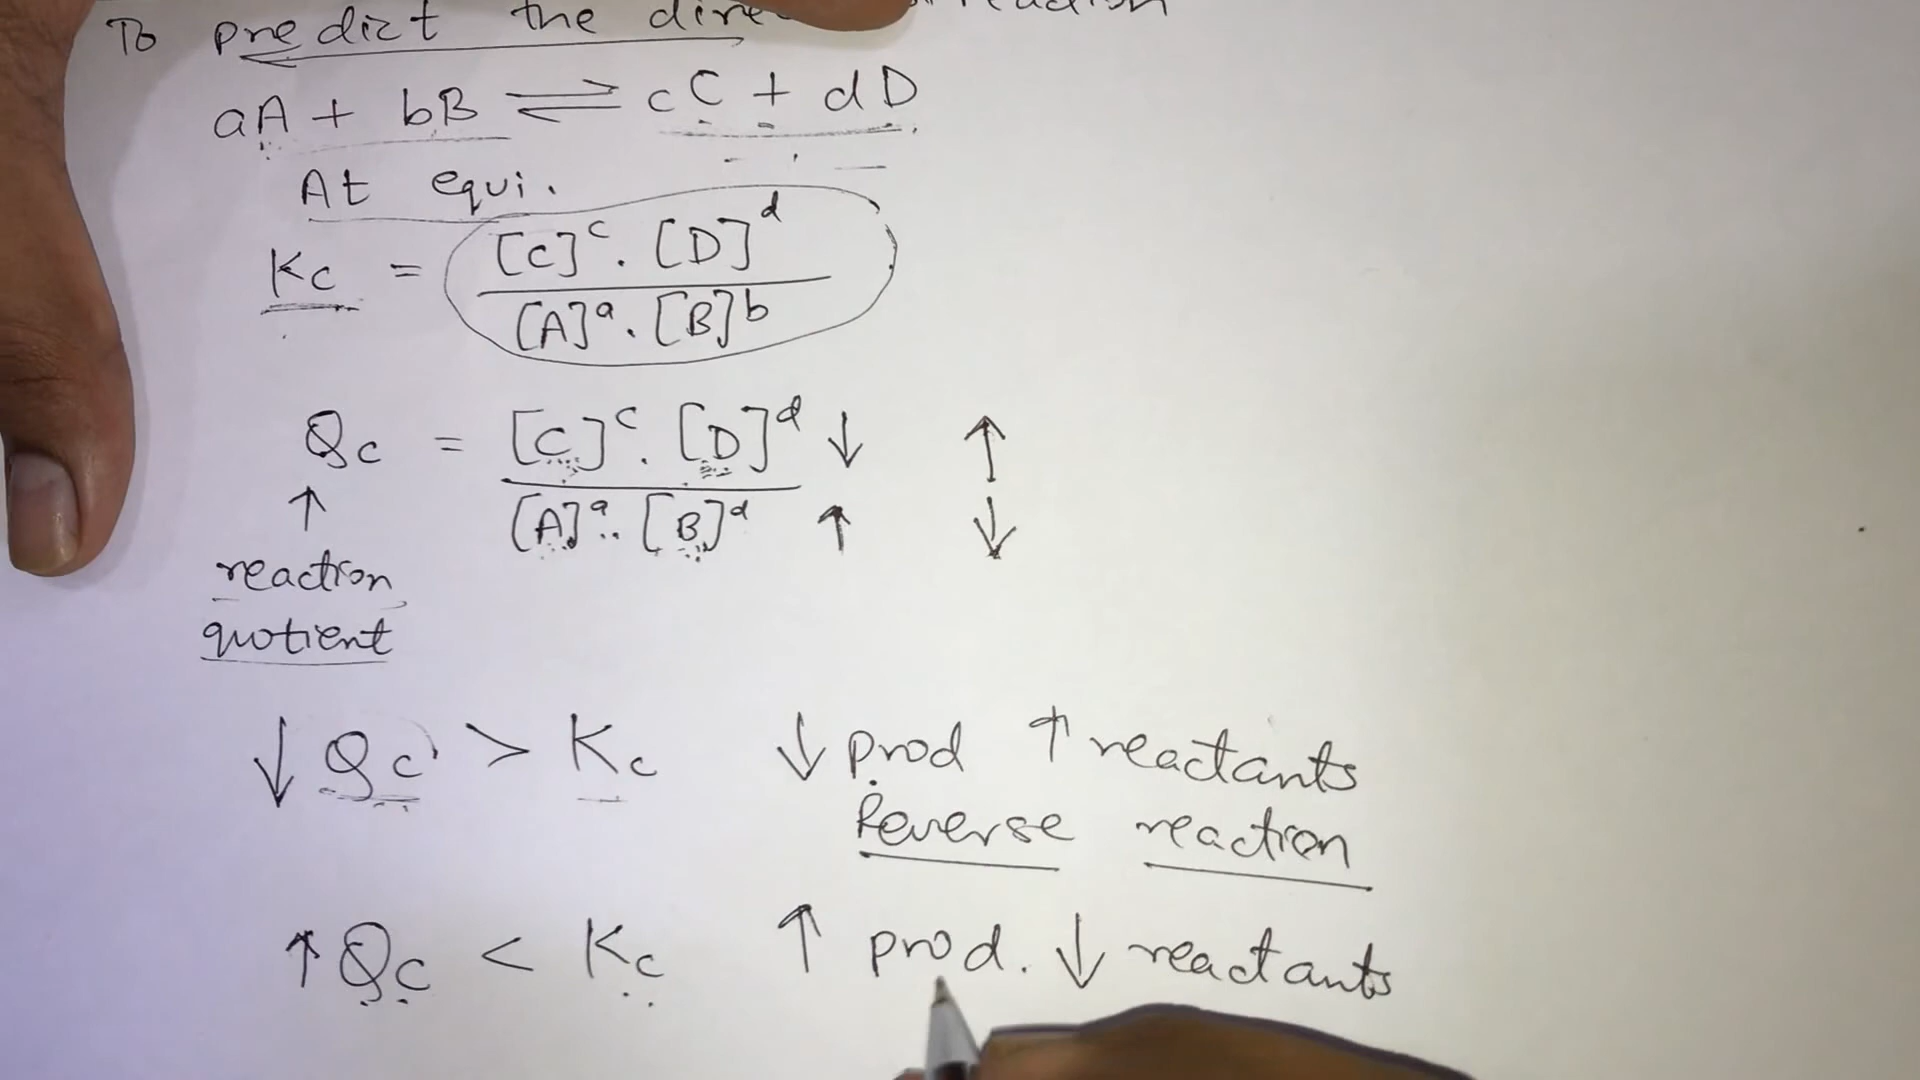 To predict the dire reaction
aA + bB ⇌ cC + dD
At equi.
Kc = [C]^c . [D]^d / [A]^a . [B]^b
Qc = [C]^c . [D]^d ↓ ↑ / [A]^a .. [B]^d ↑ ↓
↑
reaction
quotient
↓ Qc > Kc ↓ prod ↑ reactants
Reverse reaction
↑ Qc < Kc ↑ prod. ↓ reactants